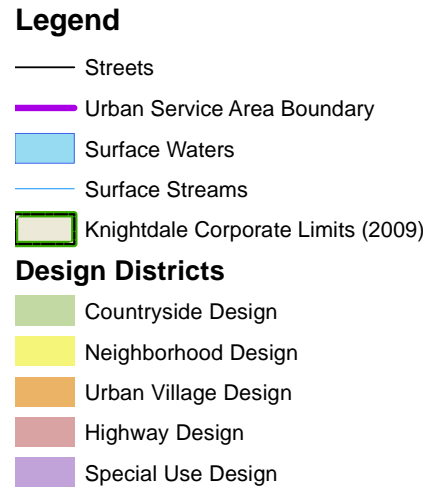 Legend
Streets
Urban Service Area Boundary
Surface Waters
Surface Streams
Knightdale Corporate Limits (2009)
Design Districts
Countryside Design
Neighborhood Design
Urban Village Design
Highway Design
Special Use Design